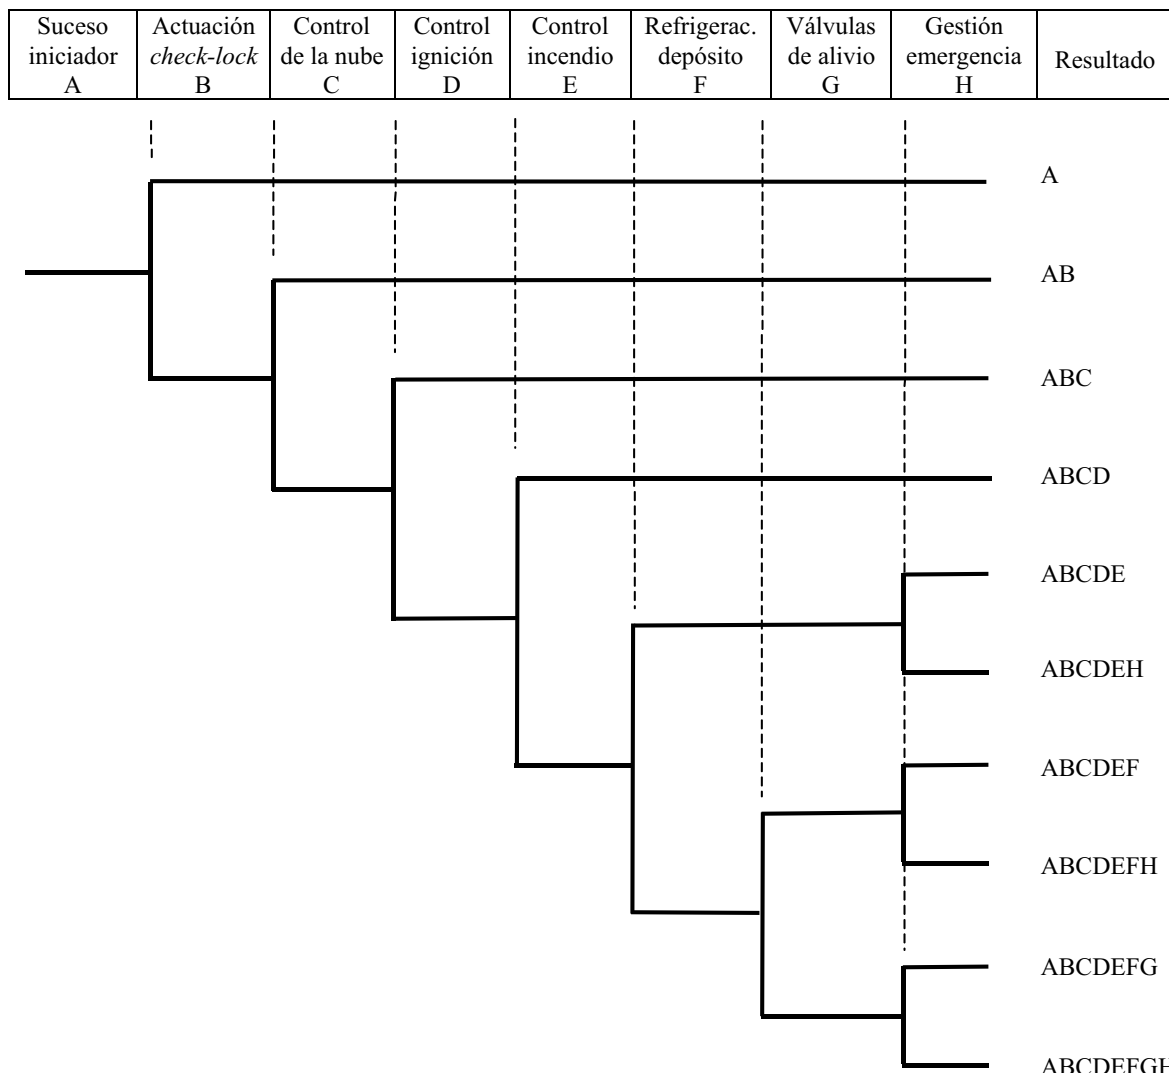 Suceso
iniciador
A
Actuación
check-lock
B
Control
de la nube
C
Control
ignición
D
Control
incendio
E
Refrigerac.
depósito
F
Válvulas
de alivio
G
Gestión
emergencia
H
Resultado
A
AB
ABC
ABCD
ABCDE
ABCDEH
ABCDEF
ABCDEFH
ABCDEFG
ABCDEFGH